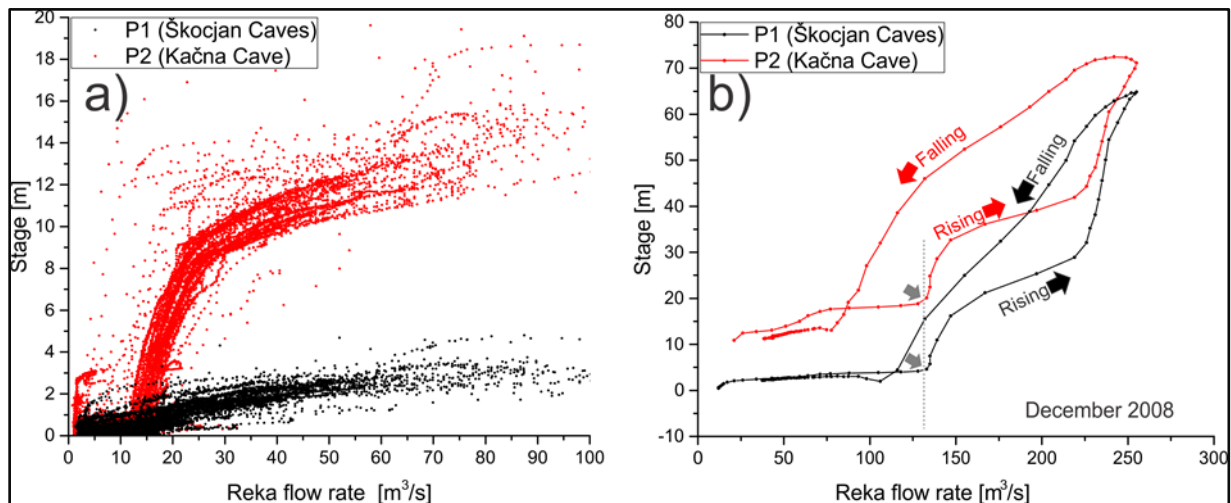 P1 (Škocjan Caves)
P2 (Kačna Cave)
a)
Stage [m]
20
18
16
14
12
10
8
6
4
2
0
0 10 20 30 40 50 60 70 80 90 100
Reka flow rate [m³/s]
P1 (Škocjan Caves)
P2 (Kačna Cave)
b)
Falling
Falling
Rising
Rising
December 2008
Stage [m]
80
70
60
50
40
30
20
10
0
-10
0 50 100 150 200 250 300
Reka flow rate [m³/s]